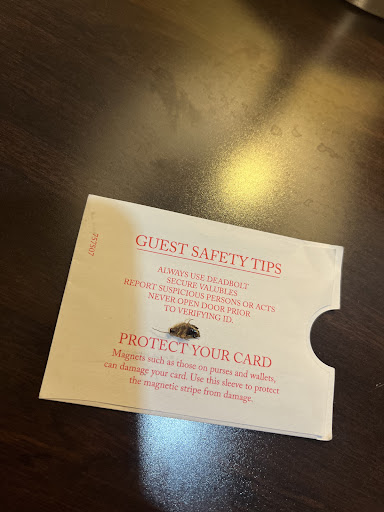 757507
GUEST SAFETY TIPS
ALWAYS USE DEADBOLT
SECURE VALUBLES
REPORT SUSPICIOUS PERSONS OR ACTS
NEVER OPEN DOOR PRIOR
TO VERIFYING ID.
PROTECT YOUR CARD
Magnets such as those on purses and wallets,
can damage your card. Use this sleeve to protect
the magnetic stripe from damage.